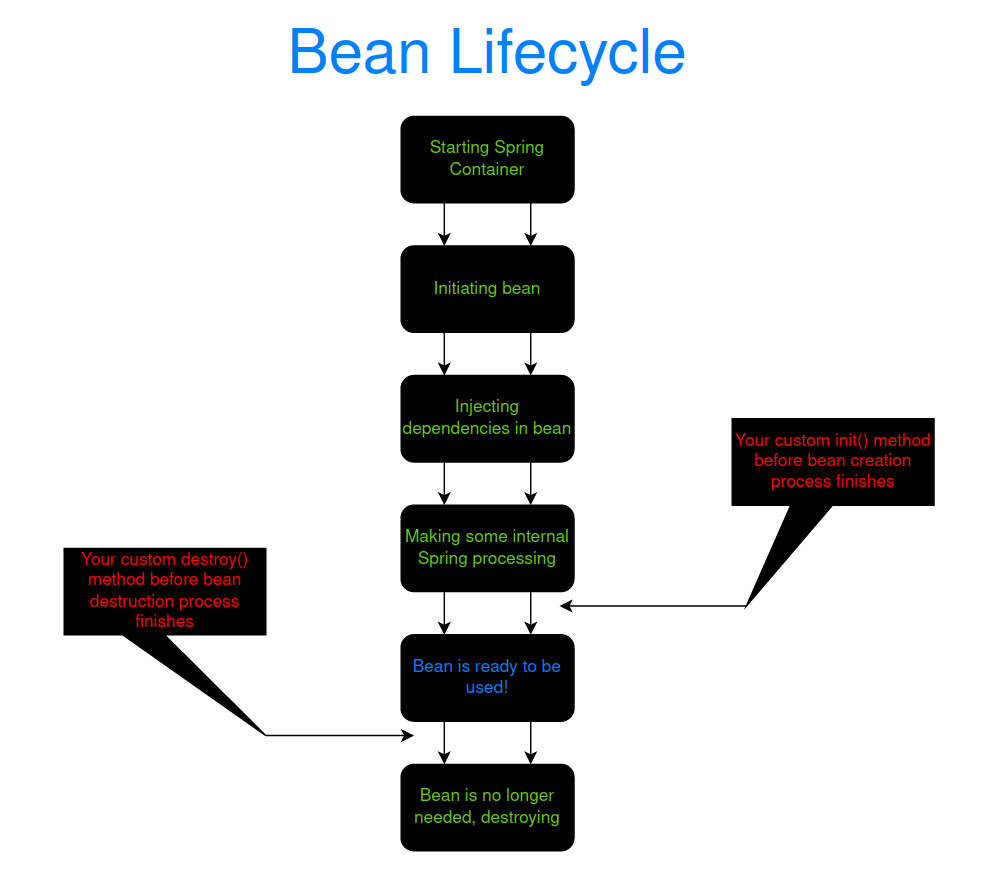 Bean Lifecycle
Starting Spring
Container
Initiating bean
Injecting
dependencies in bean
Your custom init() method
before bean creation
process finishes
Making some internal
Spring processing
Your custom destroy()
method before bean
destruction process
finishes
Bean is ready to be
used!
Bean is no longer
needed, destroying